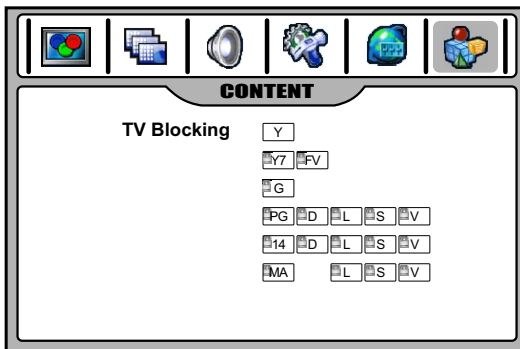 CONTENT
TV Blocking Y
Y7 FV
G
PG D L S V
14 D L S V
MA L S V